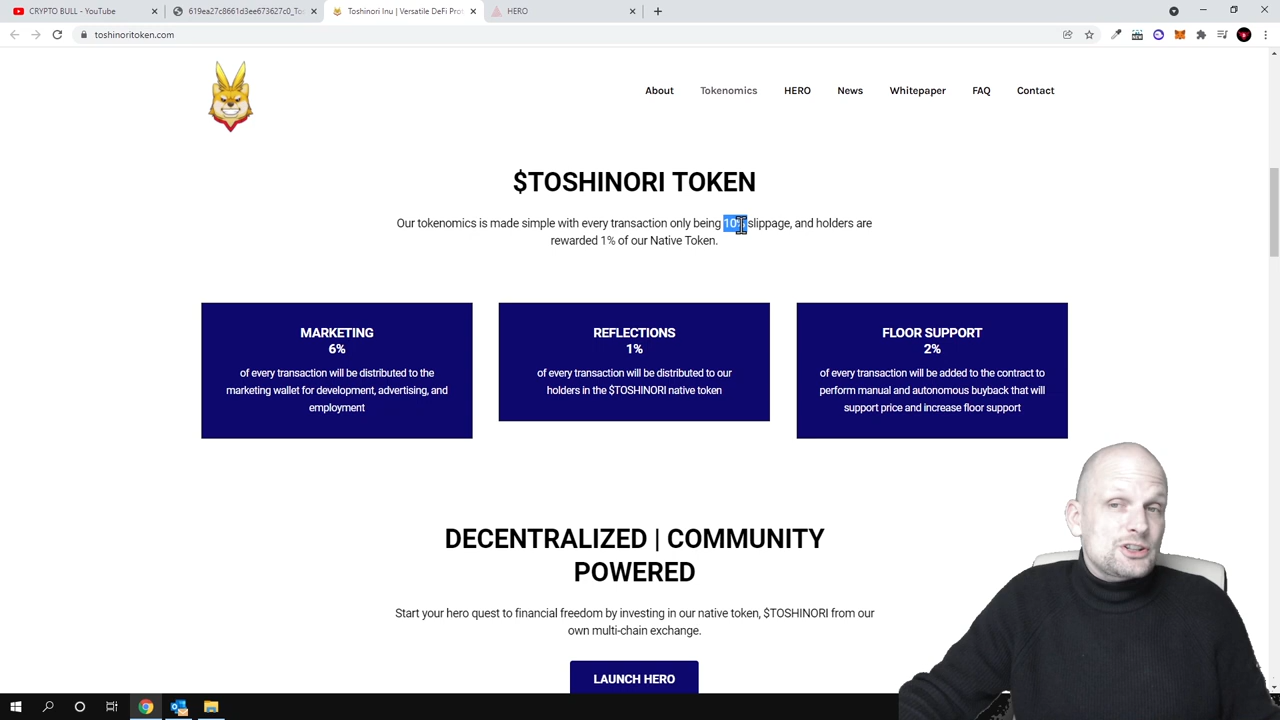 CRYPTO BULL - YouTube
619ea27c8661d3ee673627c0_To
Toshinori Inu | Versatile DeFi Prot
HERO
toshinoritoken.com
About
Tokenomics
HERO
News
Whitepaper
FAQ
Contact
$TOSHINORI TOKEN
Our tokenomics is made simple with every transaction only being slippage, and holders are
rewarded 1% of our Native Token.
MARKETING
6%
of every transaction will be distributed to the
marketing wallet for development, advertising, and
employment
REFLECTIONS
1%
of every transaction will be distributed to our
holders in the $TOSHINORI native token
FLOOR SUPPORT
2%
of every transaction will be added to the contract to
perform manual and autonomous buyback that will
support price and increase floor support
DECENTRALIZED | COMMUNITY
POWERED
Start your hero quest to financial freedom by investing in our native token, $TOSHINORI from our
own multi-chain exchange.
LAUNCH HERO